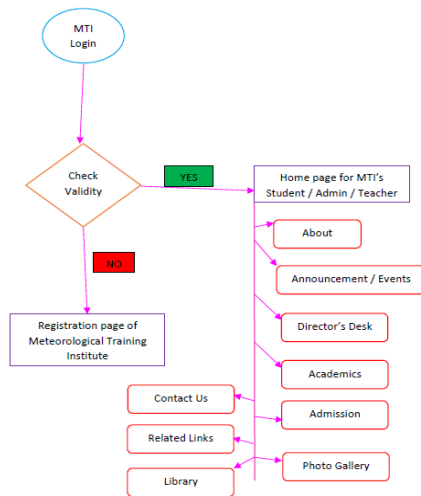 MTI
Login
Check
Validity
YES
NO
Home page for MTI's
Student / Admin / Teacher
Registration page of
Meteorological Training
Institute
About
Announcement / Events
Director's Desk
Academics
Contact Us
Admission
Related Links
Photo Gallery
Library